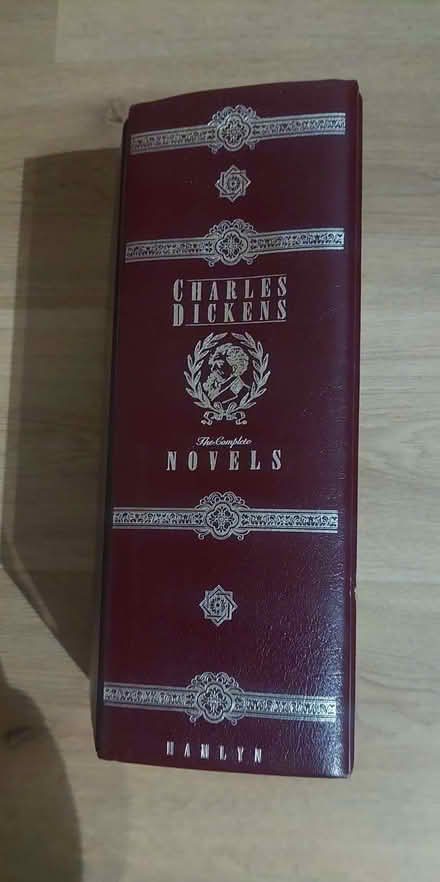 CHARLES
DICKENS
The Complete
NOVELS
HAMLYN